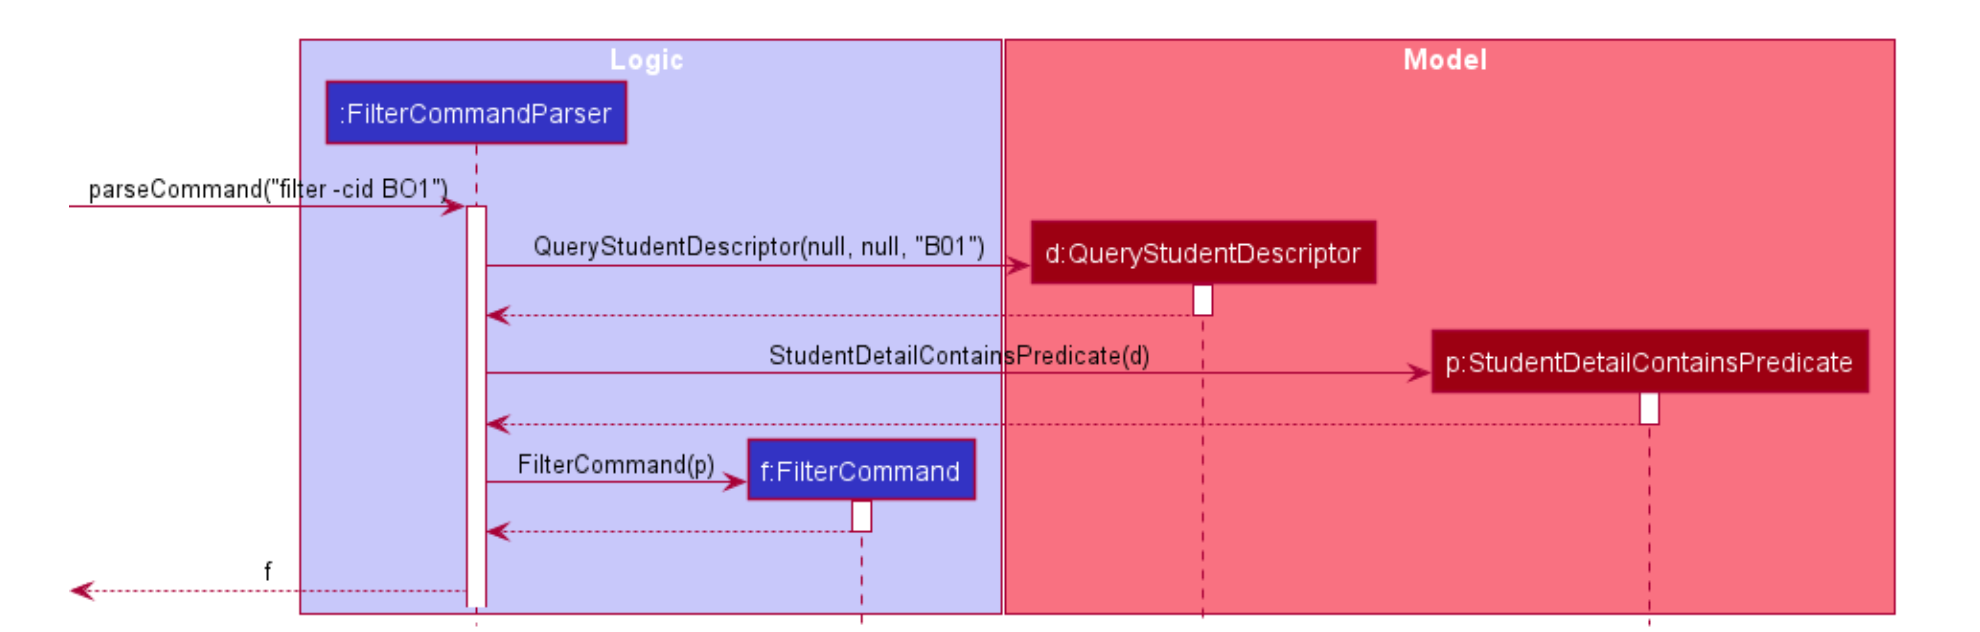 Logic
Model
:FilterCommandParser
parseCommand("filter -cid BO1")
QueryStudentDescriptor(null, null, "B01")
d:QueryStudentDescriptor
StudentDetailContainsPredicate(d)
p:StudentDetailContainsPredicate
FilterCommand(p)
f:FilterCommand
f